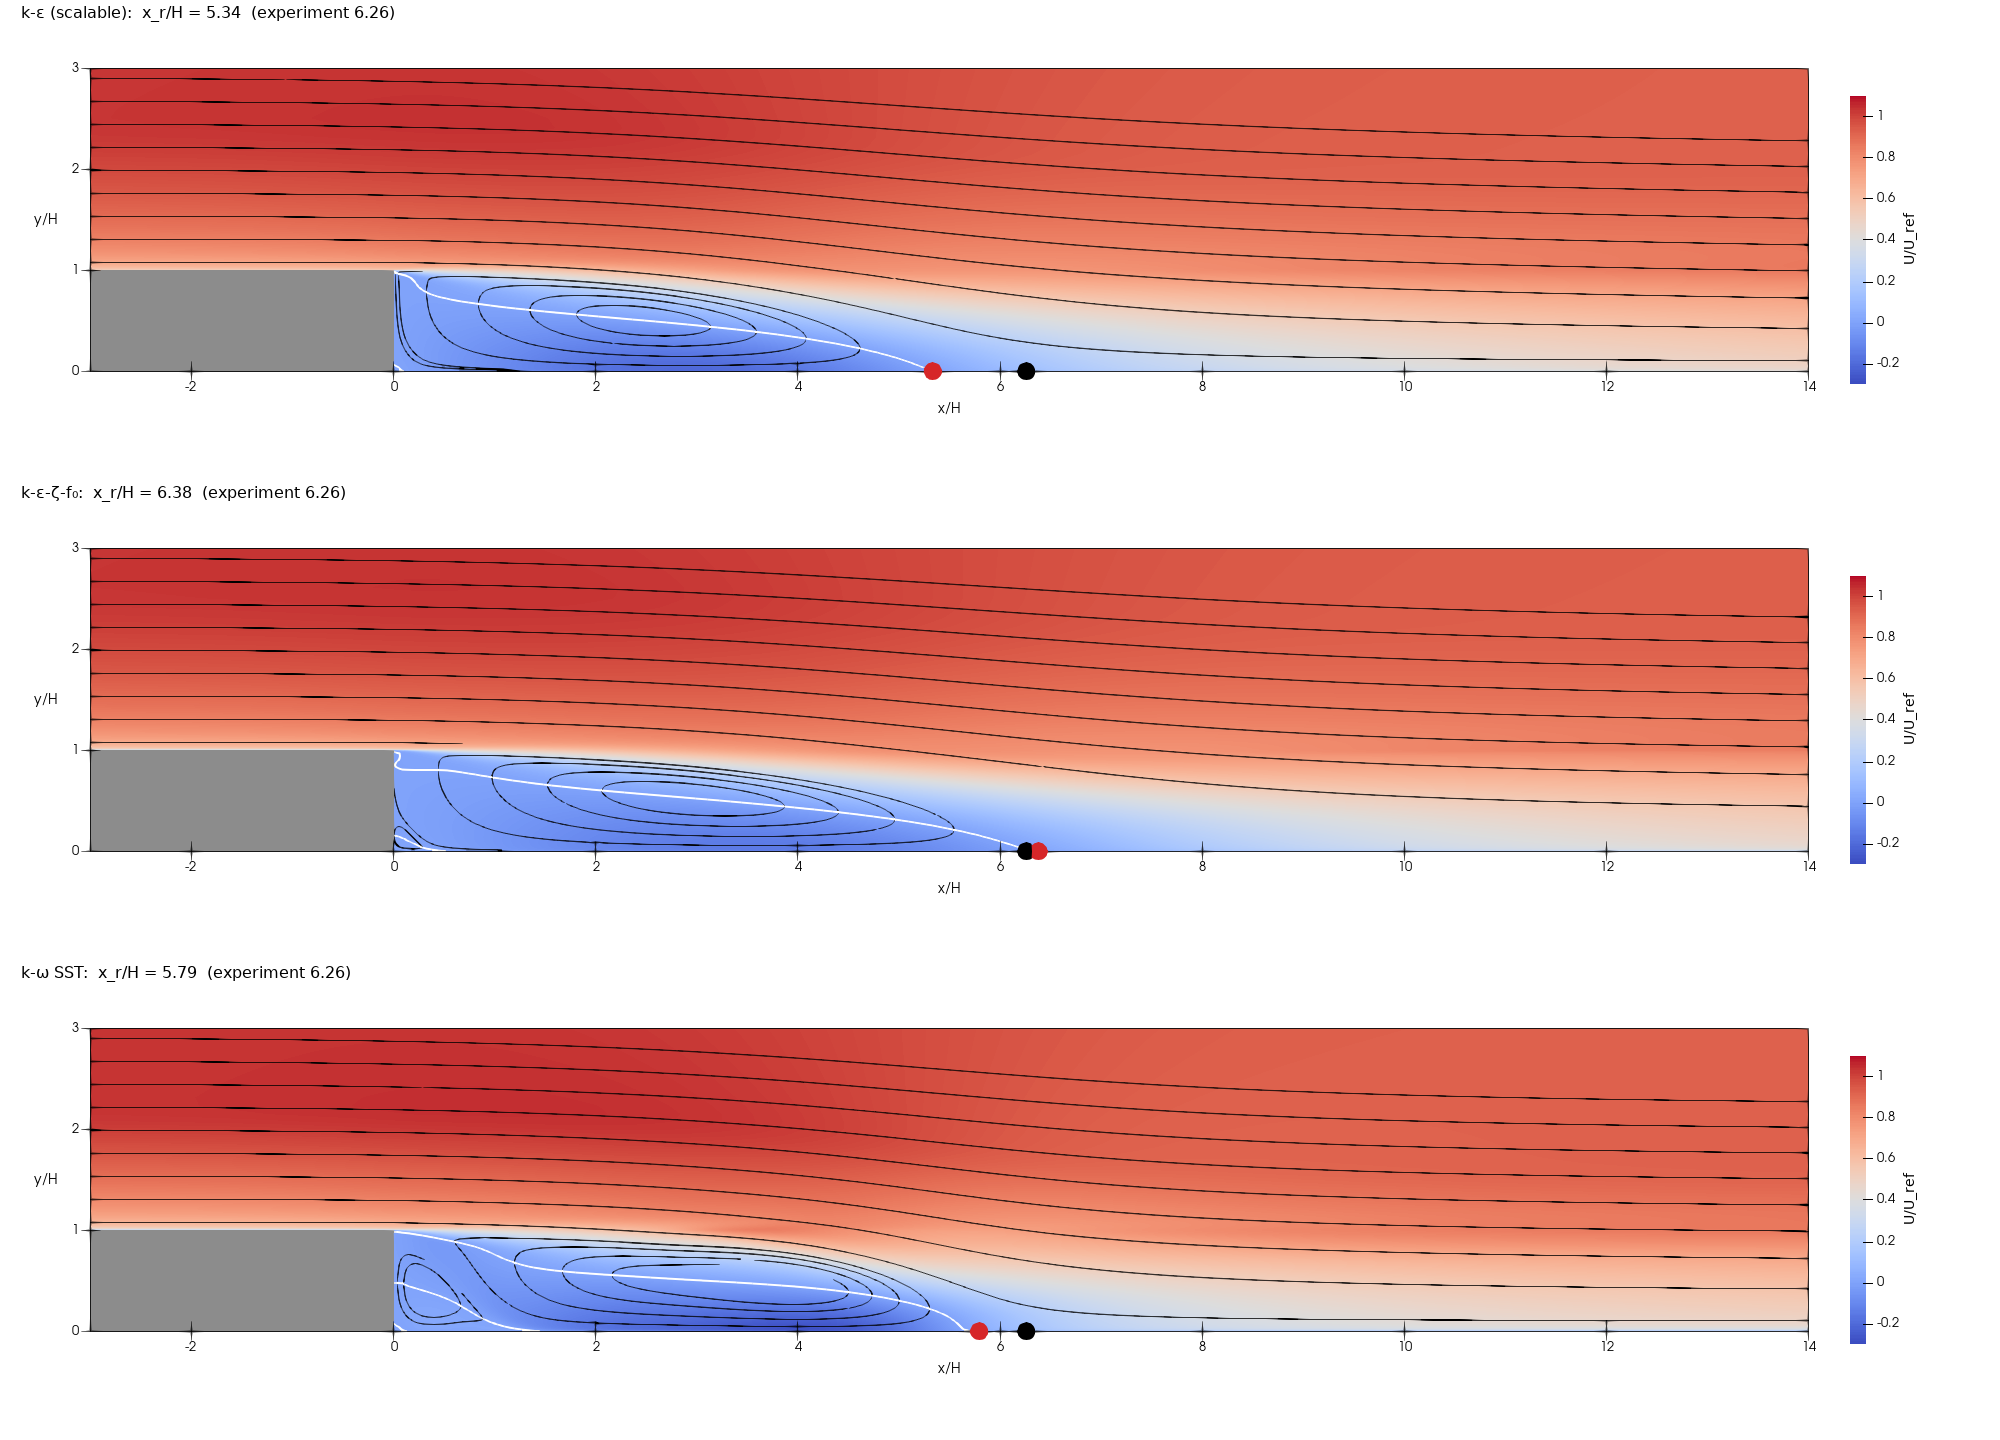 k-ε (scalable):  x_r/H = 5.34  (experiment 6.26)
3
2
y/H
1
0
-2 0 2 4 6 8 10 12 14
x/H
1
0.8
0.6
0.4
0.2
0
-0.2
U/U_ref
k-ε-ζ-f₀:  x_r/H = 6.38  (experiment 6.26)
3
2
y/H
1
0
-2 0 2 4 6 8 10 12 14
x/H
1
0.8
0.6
0.4
0.2
0
-0.2
U/U_ref
k-ω SST:  x_r/H = 5.79  (experiment 6.26)
3
2
y/H
1
0
-2 0 2 4 6 8 10 12 14
x/H
1
0.8
0.6
0.4
0.2
0
-0.2
U/U_ref